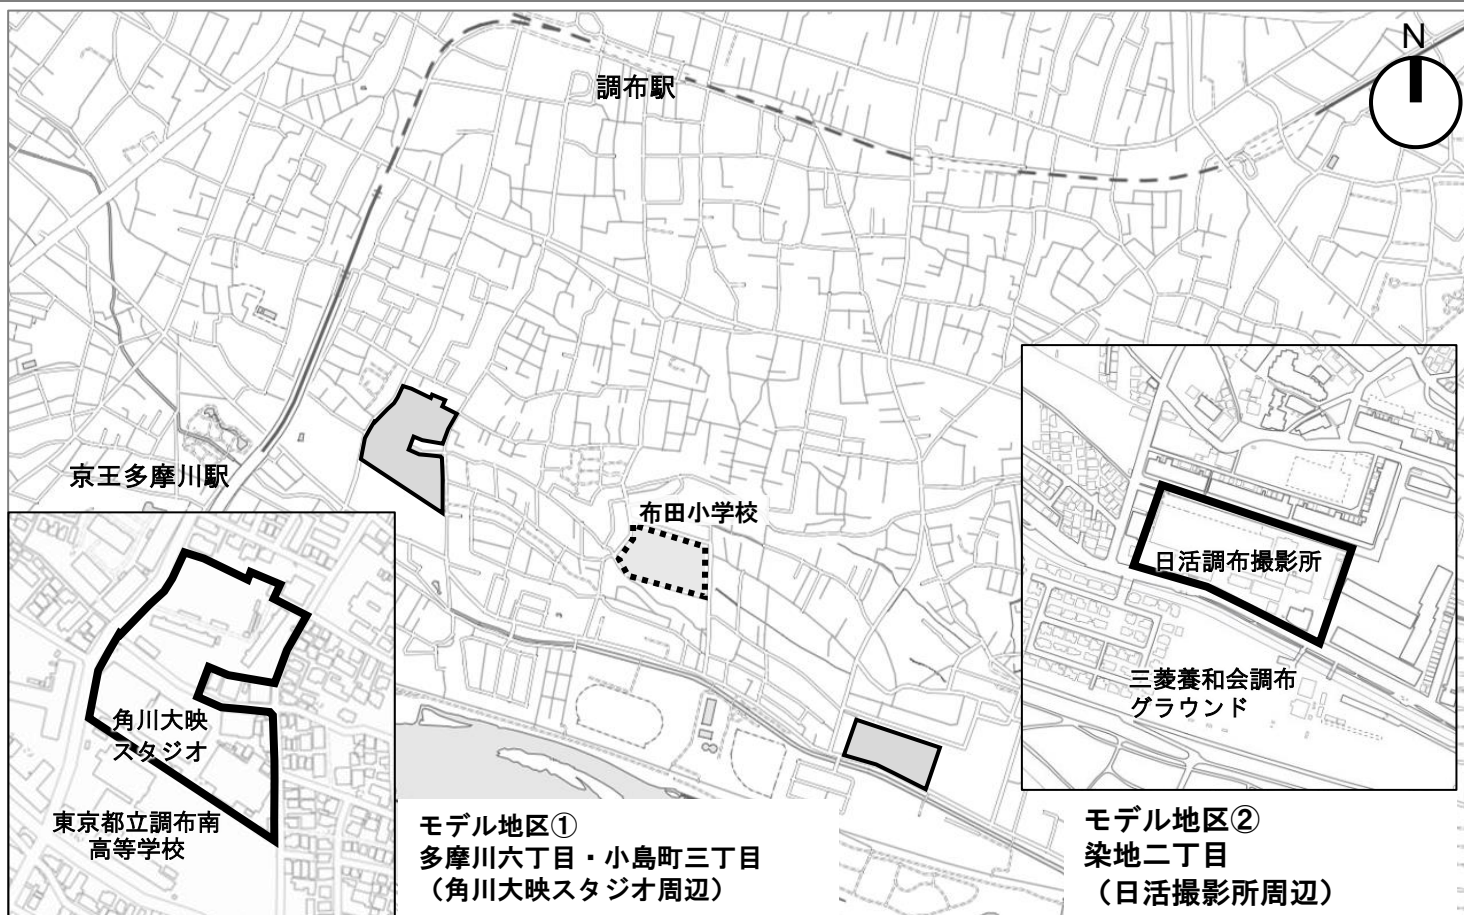 N
調布駅
京王多摩川駅
布田小学校
日活調布撮影所
三菱養和会調布
グラウンド
角川大映
スタジオ
東京都立調布南
高等学校
モデル地区①
多摩川六丁目・小島町三丁目
（角川大映スタジオ周辺）
モデル地区②
染地二丁目
（日活撮影所周辺）